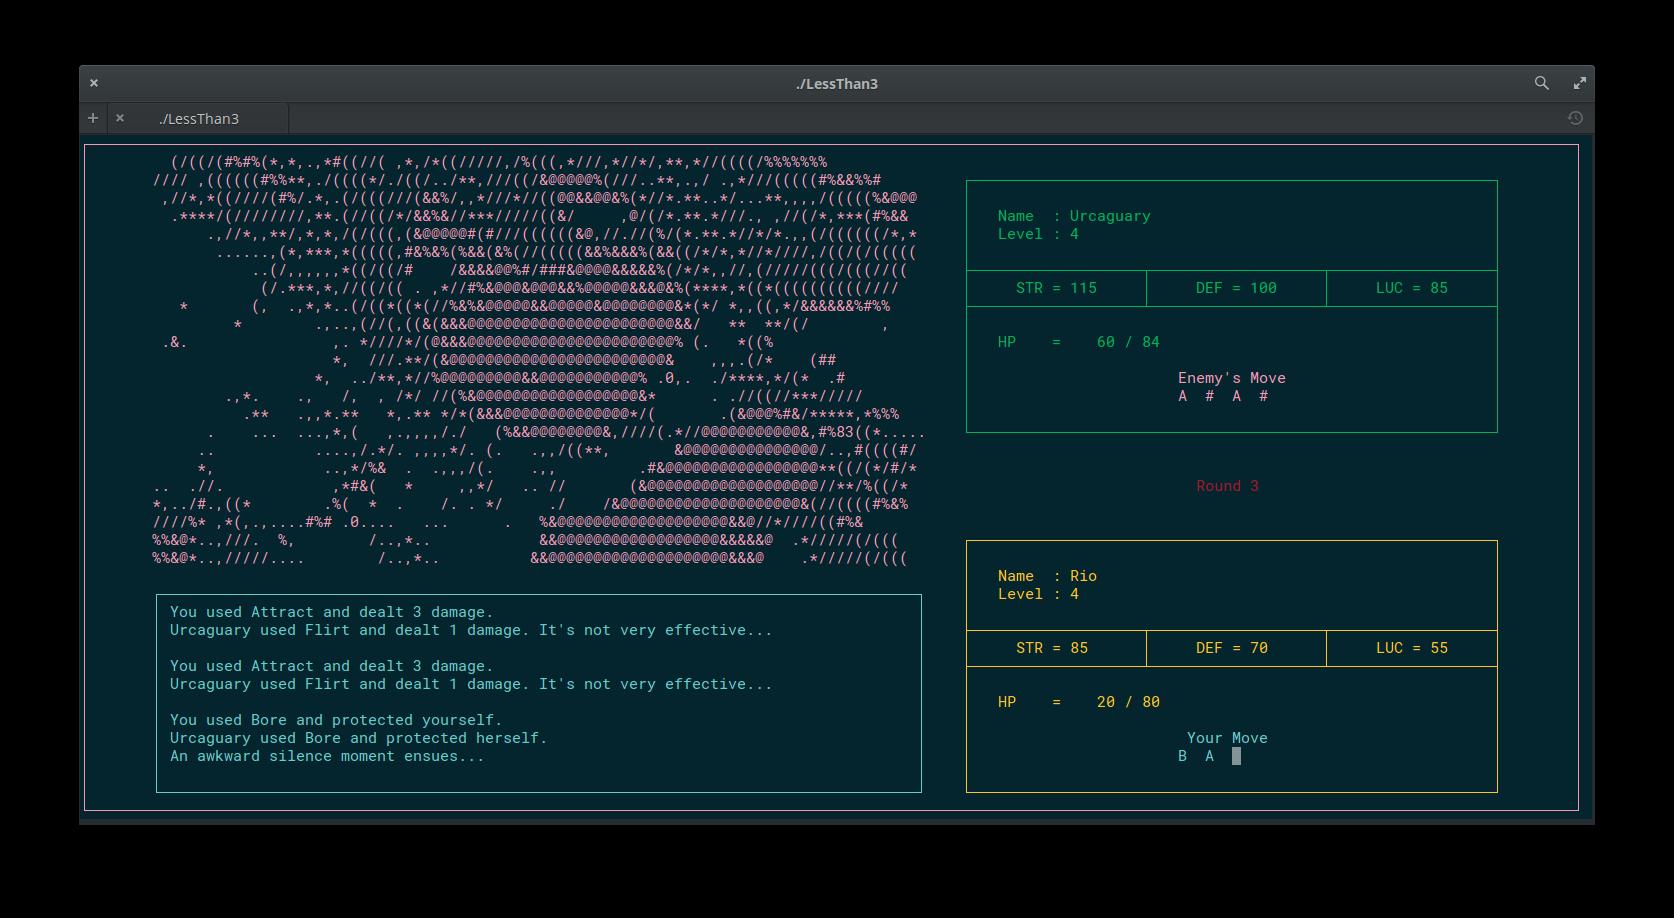 ./LessThan3
./LessThan3
Name : Urcaguary
Level : 4
STR = 115 DEF = 100 LUC = 85
HP = 60 / 84
Enemy's Move
A # A #
Round 3
Name : Rio
Level : 4
STR = 85 DEF = 70 LUC = 55
HP = 20 / 80
Your Move
B A
You used Attract and dealt 3 damage.
Urcaguary used Flirt and dealt 1 damage. It's not very effective...
You used Attract and dealt 3 damage.
Urcaguary used Flirt and dealt 1 damage. It's not very effective...
You used Bore and protected yourself.
Urcaguary used Bore and protected herself.
An awkward silence moment ensues...